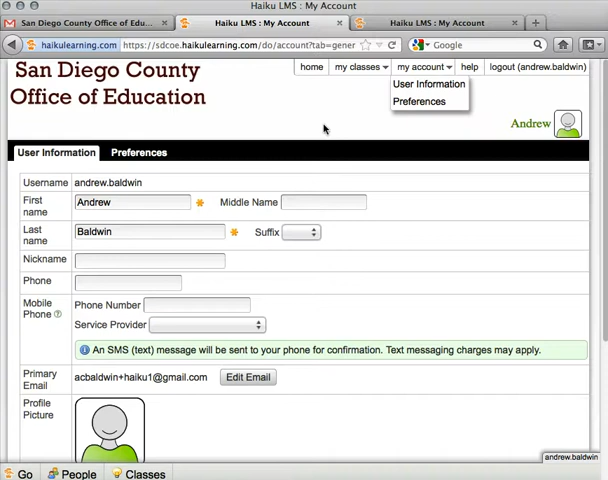 Haiku LMS : My Account
San Diego County Office of Edu...
Haiku LMS : My Account
Haiku LMS : My Account
haikulearning.com
https://sdcoe.haikulearning.com/do/account?tab=gener
Google
San Diego County
Office of Education
home
my classes
my account
help
logout (andrew.baldwin)
User Information
Preferences
Andrew
User Information
Preferences
Username
andrew.baldwin
First
name
Andrew
Middle Name
Last
name
Baldwin
Suffix
Nickname
Phone
Mobile
Phone
Phone Number
Service Provider
An SMS (text) message will be sent to your phone for confirmation. Text messaging charges may apply.
Primary
Email
acbaldwin+haiku1@gmail.com
Edit Email
Profile
Picture
andrew.baldwin
Go
People
Classes